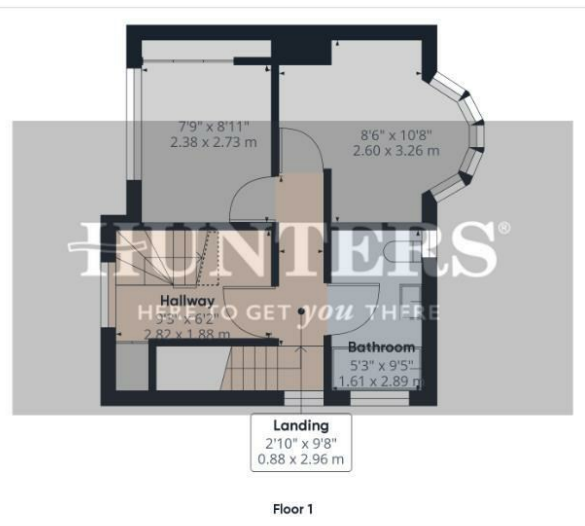 7'9" x 8'11"
2.38 x 2.73 m
8'6" x 10'8"
2.60 x 3.26 m
HUNTERS®
HERE TO GET you THERE
Hallway
9'3" x 6'2"
2.82 x 1.88 m
Bathroom
5'3" x 9'5"
1.61 x 2.89 m
Landing
2'10" x 9'8"
0.88 x 2.96 m
Floor 1